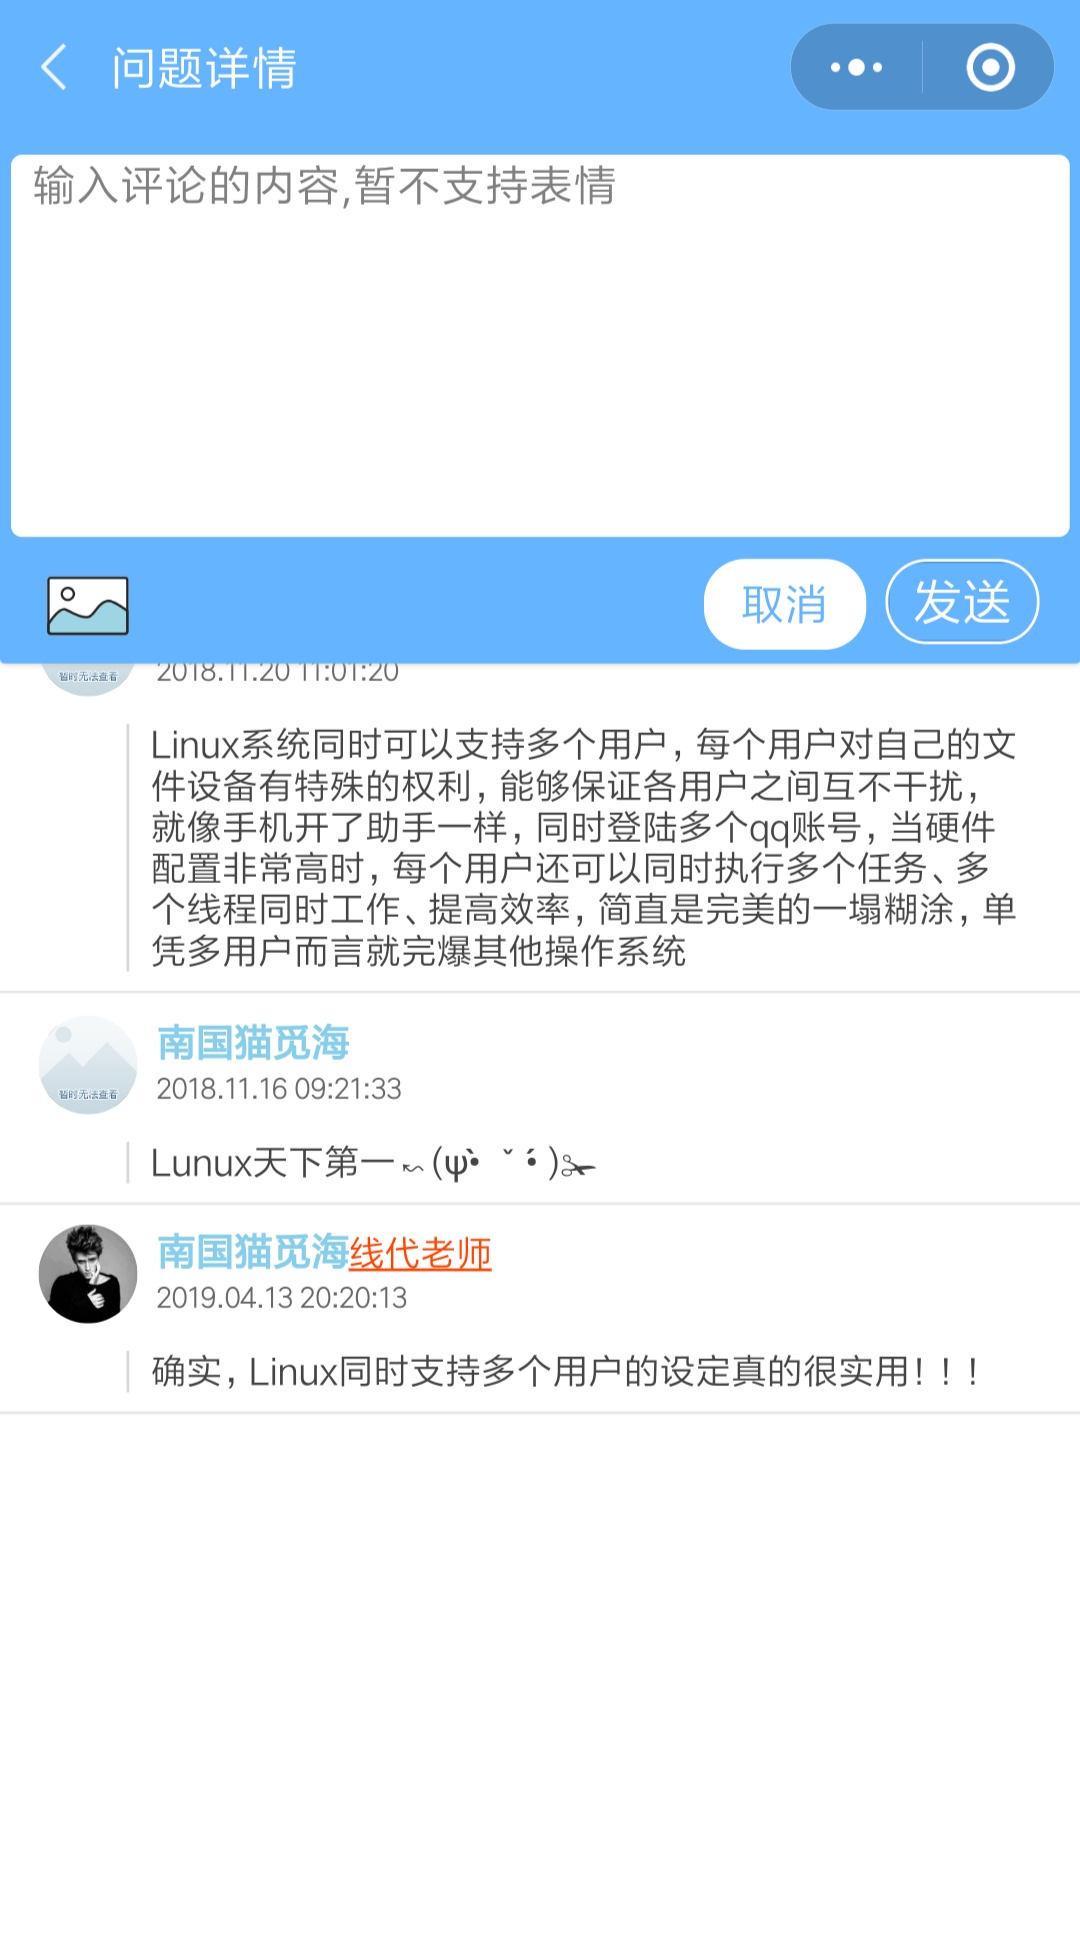 问题详情
输入评论的内容,暂不支持表情
取消
发送
暂时无法查看
2018.11.20 11:01:20
Linux系统同时可以支持多个用户，每个用户对自己的文
件设备有特殊的权利，能够保证各用户之间互不干扰，
就像手机开了助手一样，同时登陆多个qq账号，当硬件
配置非常高时，每个用户还可以同时执行多个任务、多
个线程同时工作、提高效率，简直是完美的一塌糊涂，单
凭多用户而言就完爆其他操作系统
南国猫觅海
2018.11.16 09:21:33
暂时无法查看
Lunux天下第一
南国猫觅海线代老师
2019.04.13 20:20:13
确实，Linux同时支持多个用户的设定真的很实用！！！